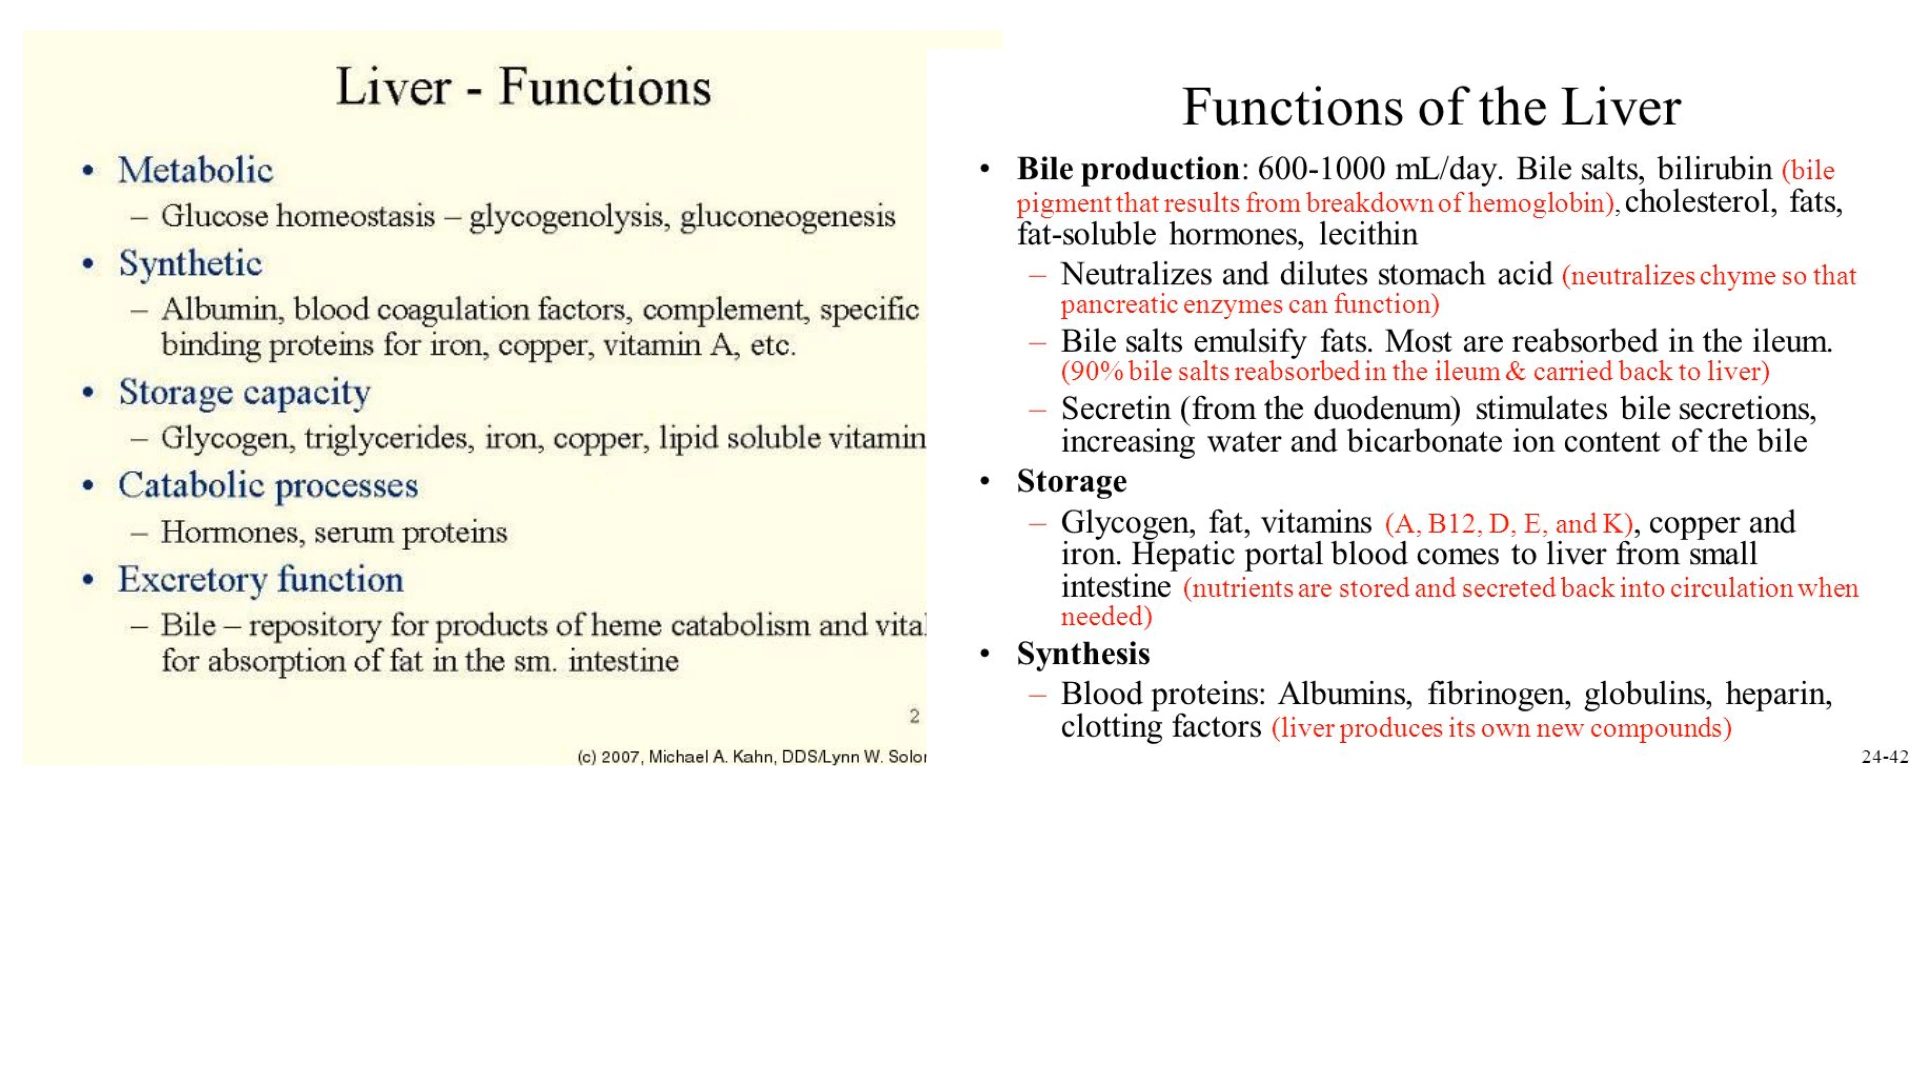 Liver - Functions
• Metabolic
– Glucose homeostasis – glycogenolysis, gluconeogenesis
• Synthetic
– Albumin, blood coagulation factors, complement, specific
binding proteins for iron, copper, vitamin A, etc.
• Storage capacity
– Glycogen, triglycerides, iron, copper, lipid soluble vitamin
• Catabolic processes
– Hormones, serum proteins
• Excretory function
– Bile – repository for products of heme catabolism and vital
for absorption of fat in the sm. intestine
2
(c) 2007, Michael A. Kahn, DDS/Lynn W.
Functions of the Liver
• Bile production: 600-1000 mL/day. Bile salts, bilirubin (bile
pigment that results from breakdown of hemoglobin), cholesterol, fats,
fat-soluble hormones, lecithin
– Neutralizes and dilutes stomach acid (neutralizes chyme so that
pancreatic enzymes can function)
– Bile salts emulsify fats. Most are reabsorbed in the ileum.
(90% bile salts reabsorbed in the ileum & carried back to liver)
– Secretin (from the duodenum) stimulates bile secretions,
increasing water and bicarbonate ion content of the bile
• Storage
– Glycogen, fat, vitamins (A, B12, D, E, and K), copper and
iron. Hepatic portal blood comes to liver from small
intestine (nutrients are stored and secreted back into circulation when
needed)
• Synthesis
– Blood proteins: Albumins, fibrinogen, globulins, heparin,
clotting factors (liver produces its own new compounds)
24-42